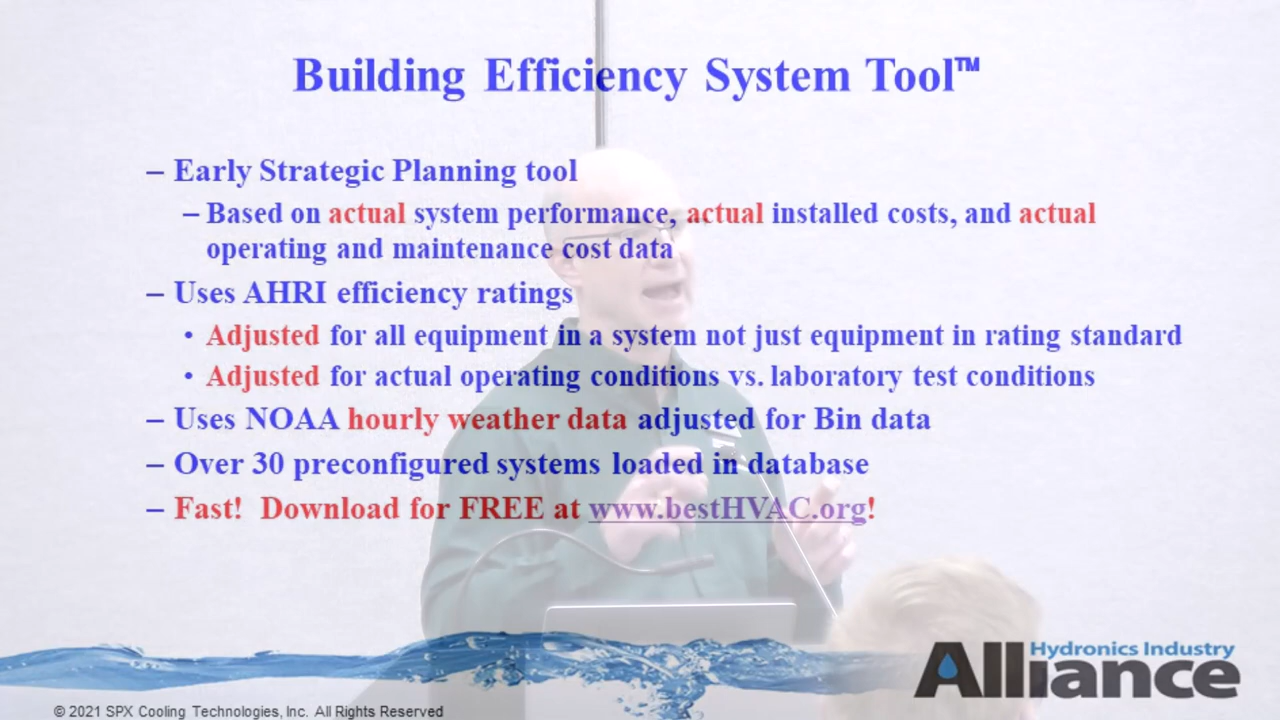 Building Efficiency System Tool™
– Early Strategic Planning tool
– Based on actual system performance, actual installed costs, and actual
operating and maintenance cost data
– Uses AHRI efficiency ratings
• Adjusted for all equipment in a system not just equipment in rating standard
• Adjusted for actual operating conditions vs. laboratory test conditions
– Uses NOAA hourly weather data adjusted for Bin data
– Over 30 preconfigured systems loaded in database
– Fast! Download for FREE at www.bestHVAC.org!
Hydronics Industry
Alliance
© 2021 SPX Cooling Technologies, Inc. All Rights Reserved